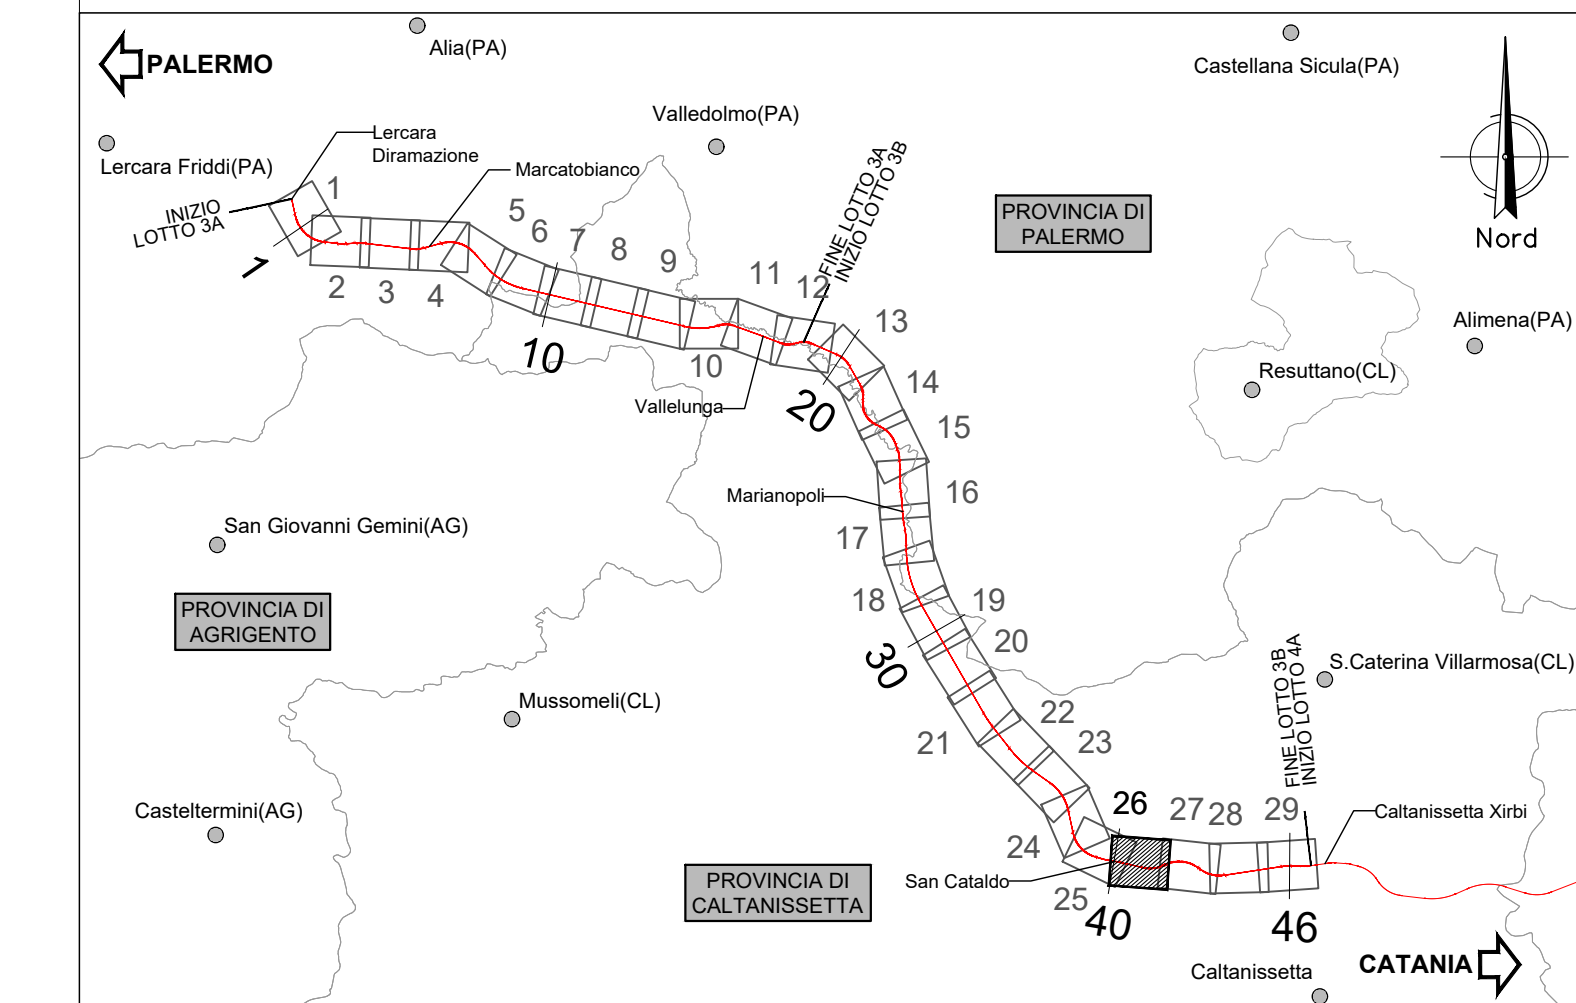 PALERMO
Alia(PA)
Castellana Sicula(PA)
Valledolmo(PA)
Lercara Friddi(PA)
Lercara
Diramazione
Marcatobianco
INIZIO
LOTTO 3A
FINE LOTTO 3A
INIZIO LOTTO 3B
PROVINCIA DI
PALERMO
Nord
1
1
2
3
4
5
6
7
8
9
10
10
11
12
13
20
Vallelunga
Alimena(PA)
Resuttano(CL)
14
15
16
Marianopoli
17
San Giovanni Gemini(AG)
PROVINCIA DI
AGRIGENTO
18
19
20
30
S.Caterina Villarmosa(CL)
Mussomeli(CL)
21
22
23
FINE LOTTO 3B
INIZIO LOTTO 4A
Casteltermini(AG)
24
25
26
27
28
29
Caltanissetta Xirbi
San Cataldo
PROVINCIA DI
CALTANISSETTA
40
46
CATANIA
Caltanissetta